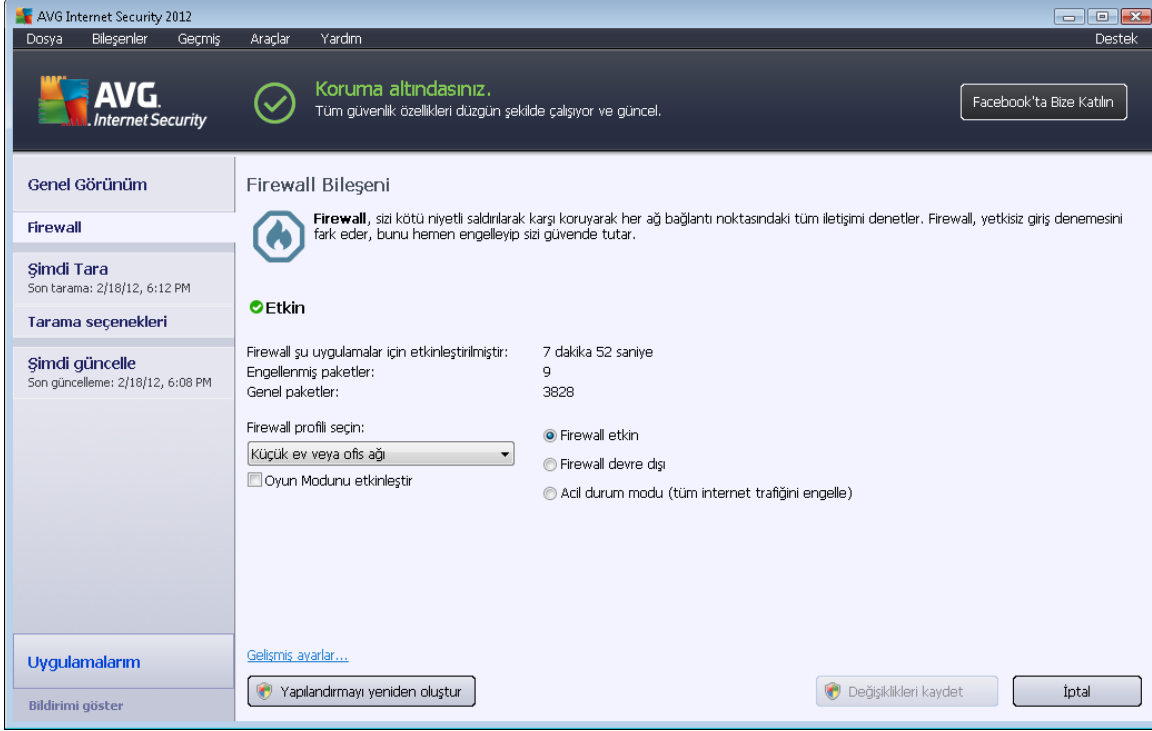 AVG Internet Security 2012
Dosya Bileşenler Geçmiş Araçlar Yardım Destek
AVG.
Internet Security
Koruma altındasınız.
Tüm güvenlik özellikleri düzgün şekilde çalışıyor ve güncel.
Facebook'ta Bize Katılın
Genel Görünüm
Firewall
Şimdi Tara
Son tarama: 2/18/12, 6:12 PM
Tarama seçenekleri
Şimdi güncelle
Son güncelleme: 2/18/12, 6:08 PM
Uygulamalarım
Bildirimi göster
Firewall Bileşeni
Firewall, sizi kötü niyetli saldırılarak karşı koruyarak her ağ bağlantı noktasındaki tüm iletişimi denetler. Firewall, yetkisiz giriş denemesini
fark eder, bunu hemen engelleyip sizi güvende tutar.
Etkin
Firewall şu uygulamalar için etkinleştirilmiştir: 7 dakika 52 saniye
Engellenmiş paketler: 9
Genel paketler: 3828
Firewall profili seçin:
Küçük ev veya ofis ağı
Oyun Modunu etkinleştir
Firewall etkin
Firewall devre dışı
Acil durum modu (tüm internet trafiğini engelle)
Gelişmiş ayarlar...
Yapılandırmayı yeniden oluştur
Değişiklikleri kaydet
İptal